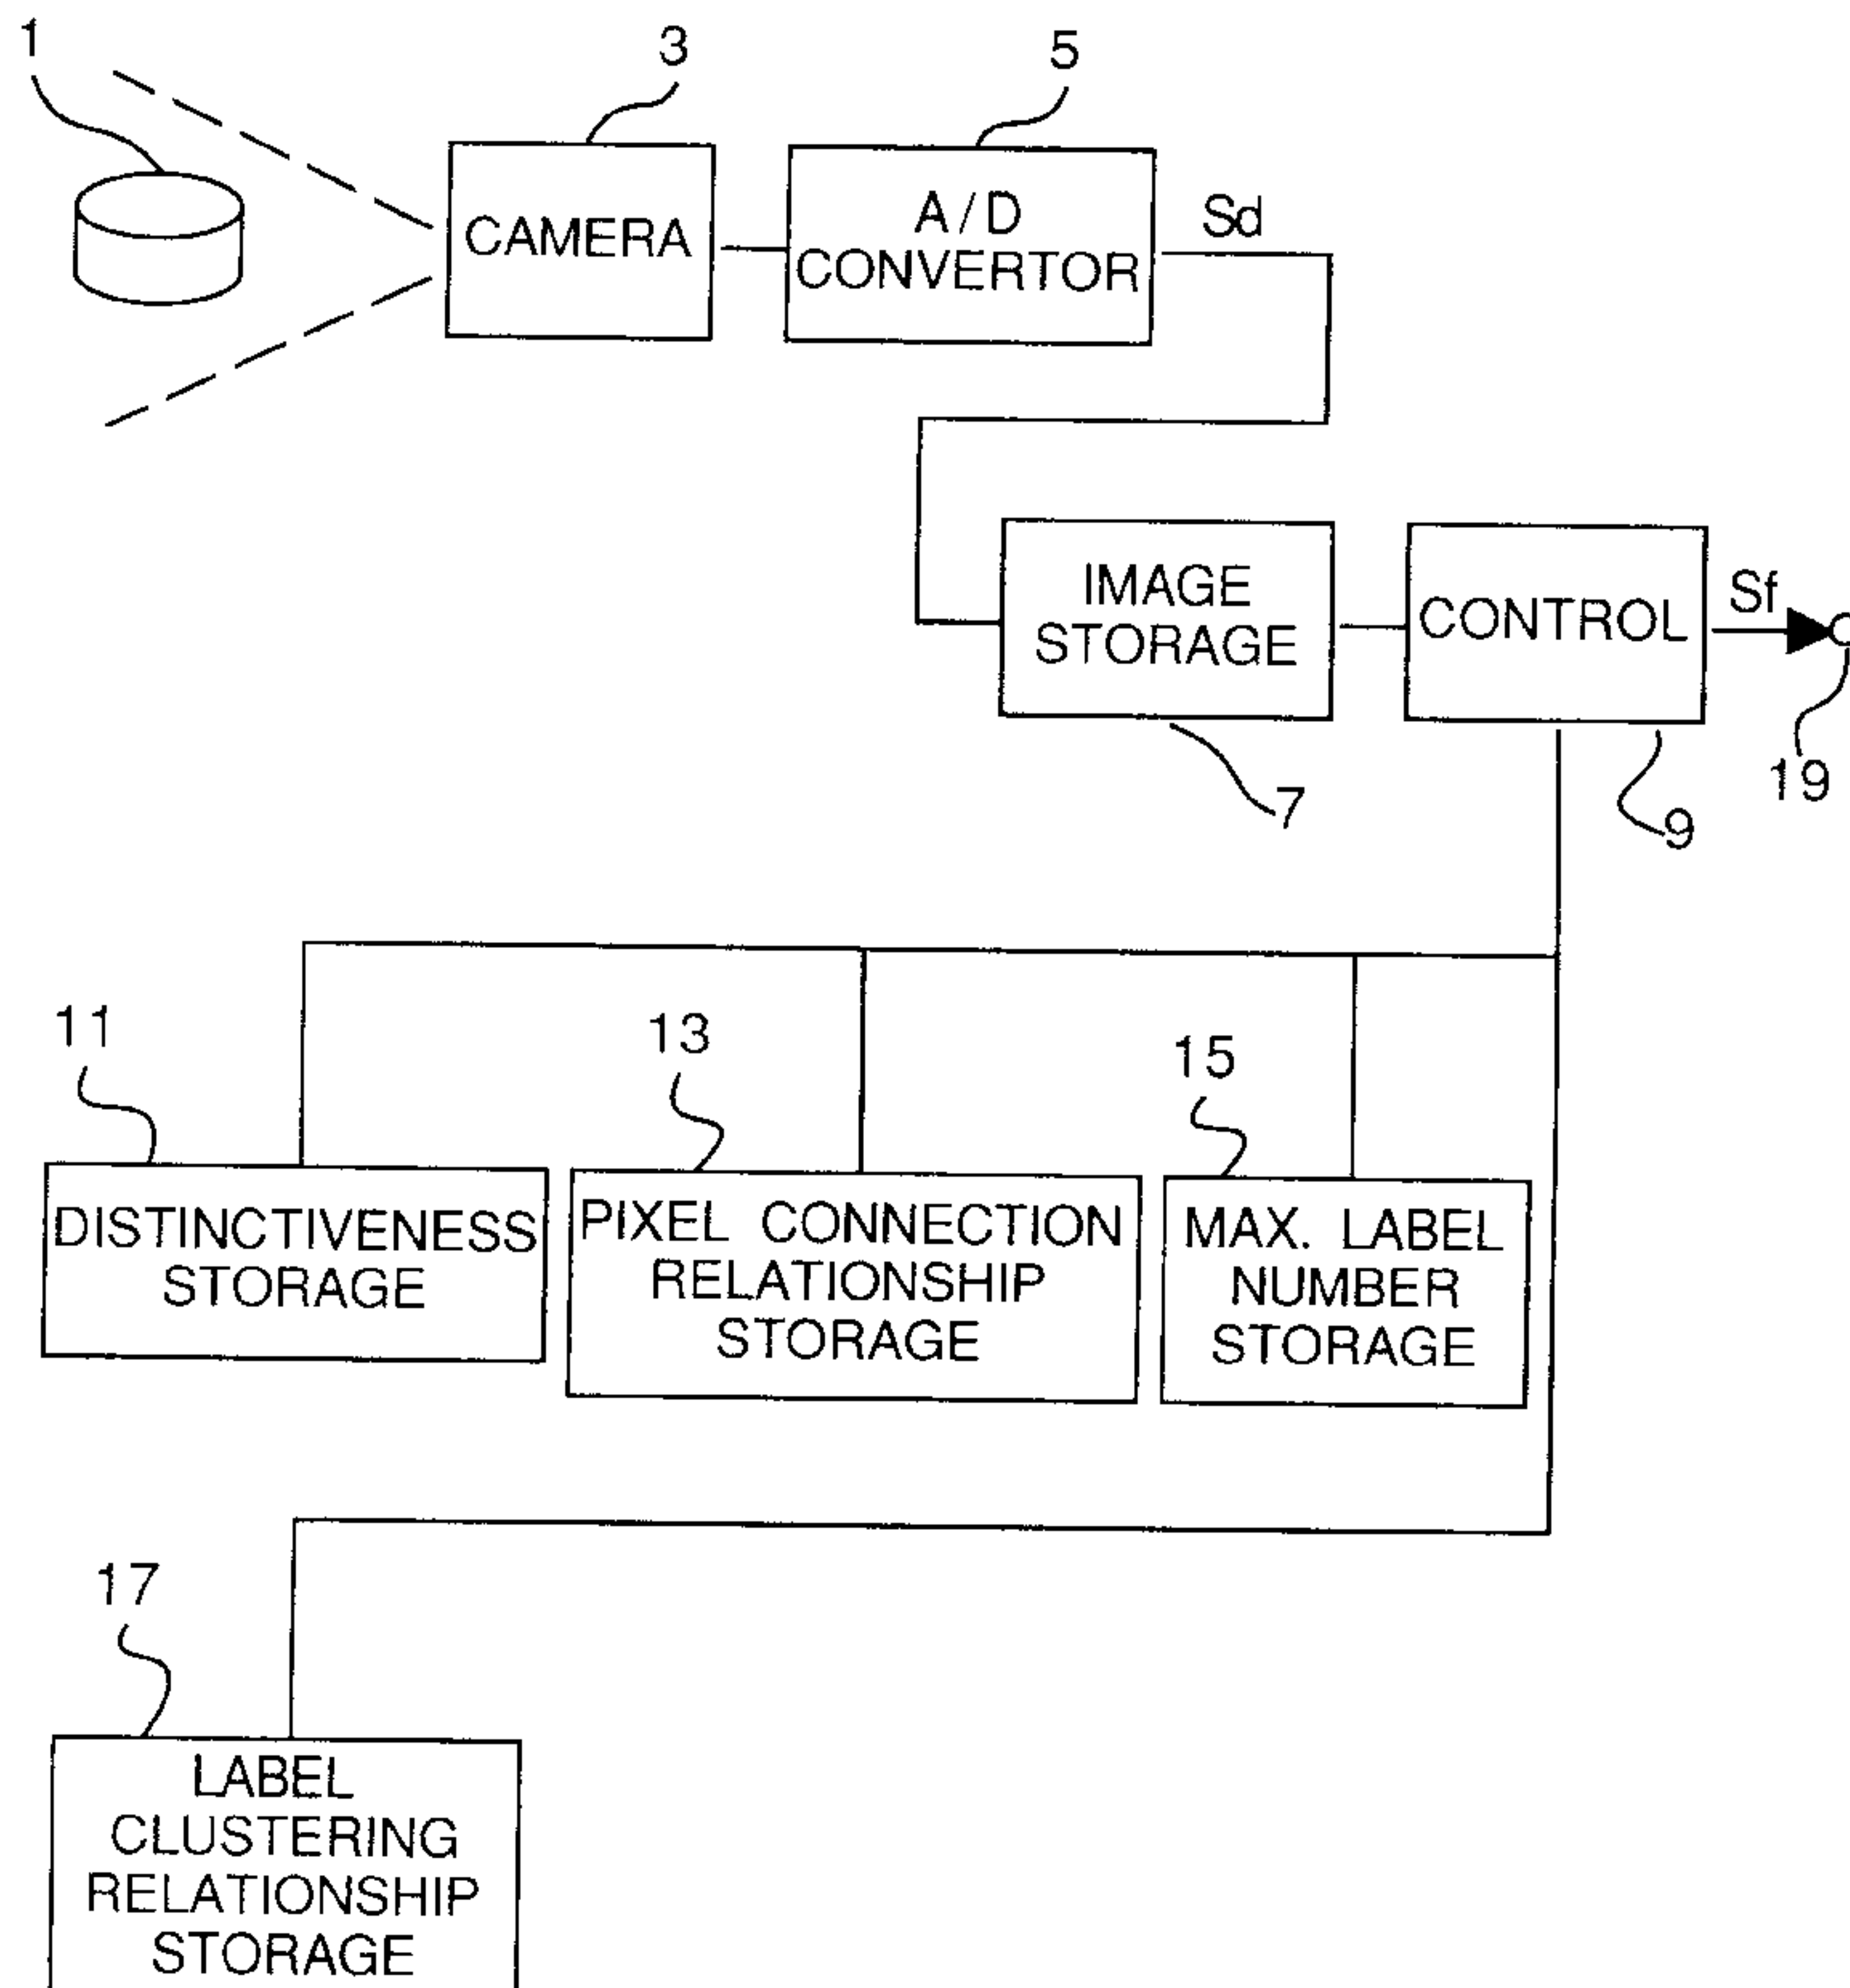 1
3
5
CAMERA
A/D
CONVERTOR
Sd
IMAGE
STORAGE
CONTROL
Sf
7
9
19
11
13
15
DISTINCTIVENESS
STORAGE
PIXEL CONNECTION
RELATIONSHIP
STORAGE
MAX. LABEL
NUMBER
STORAGE
17
LABEL
CLUSTERING
RELATIONSHIP
STORAGE